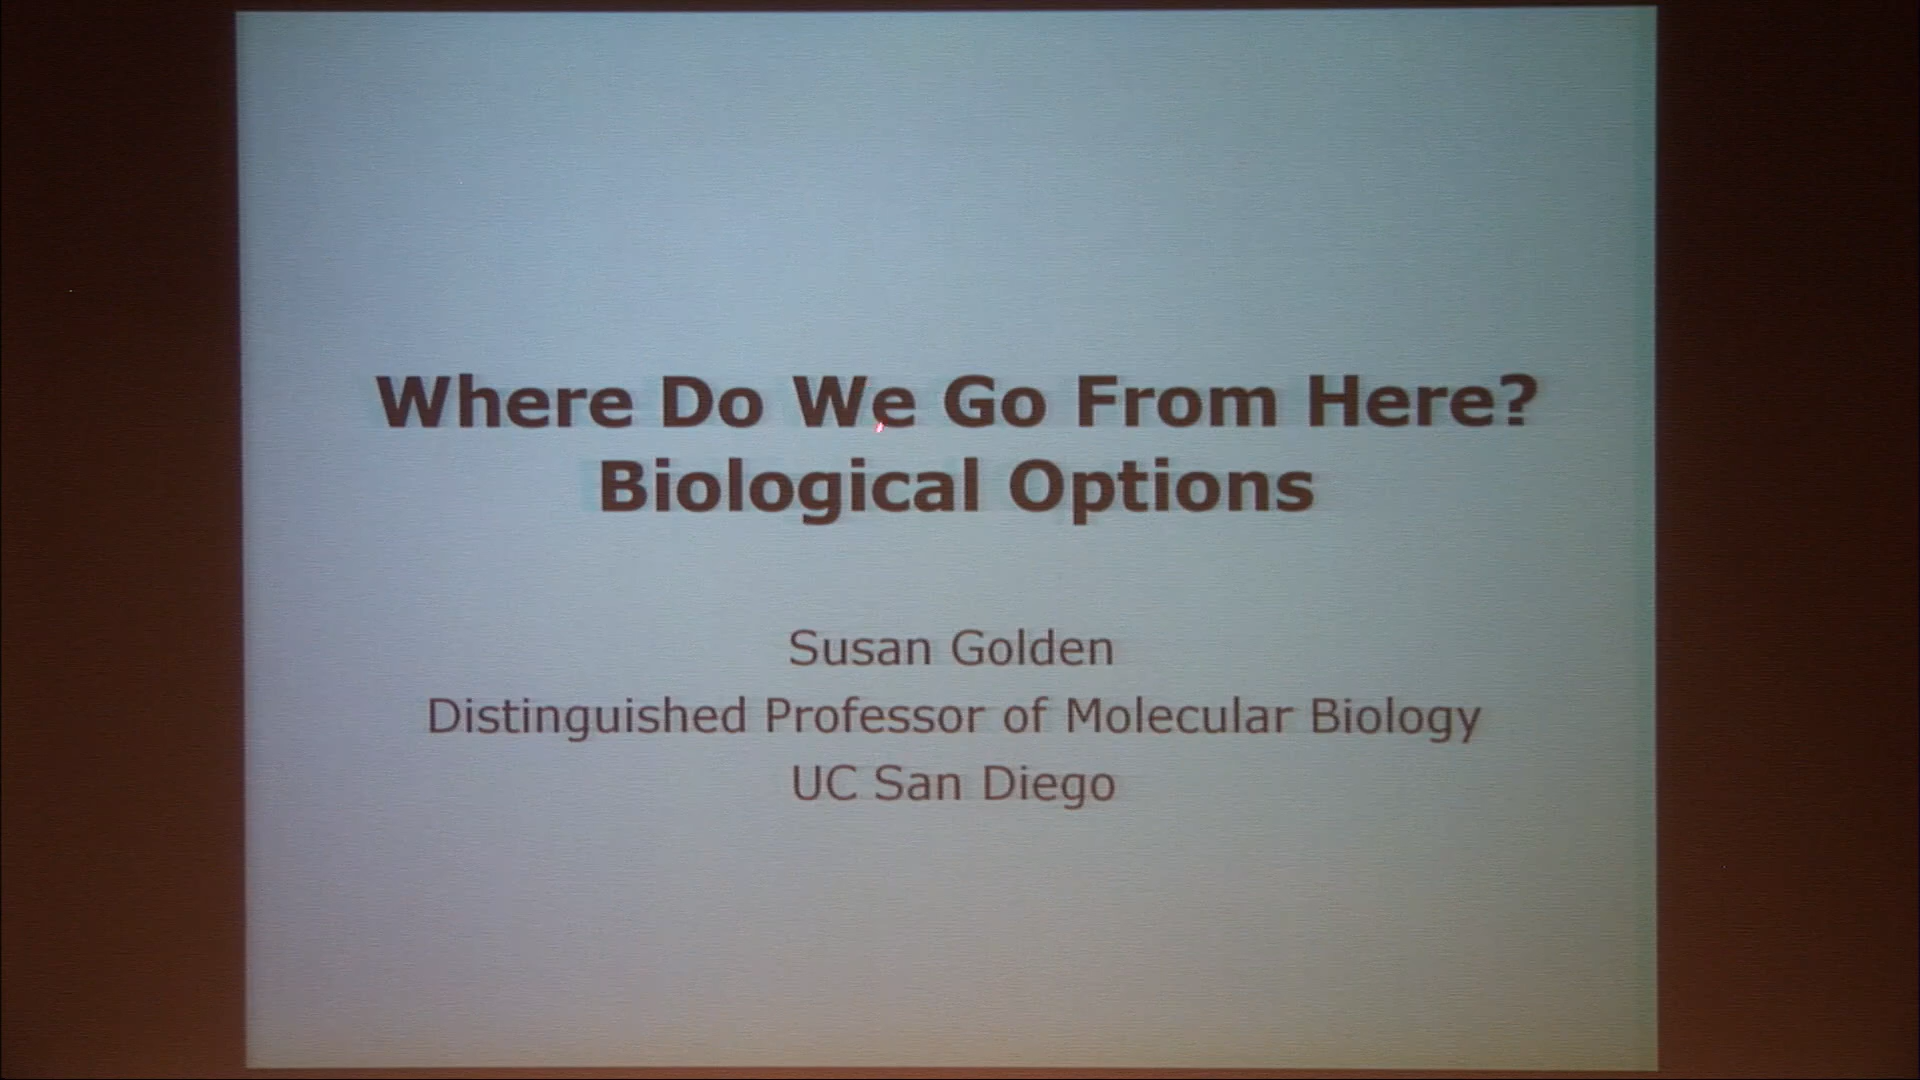 Where Do We Go From Here?
Biological Options
Susan Golden
Distinguished Professor of Molecular Biology
UC San Diego